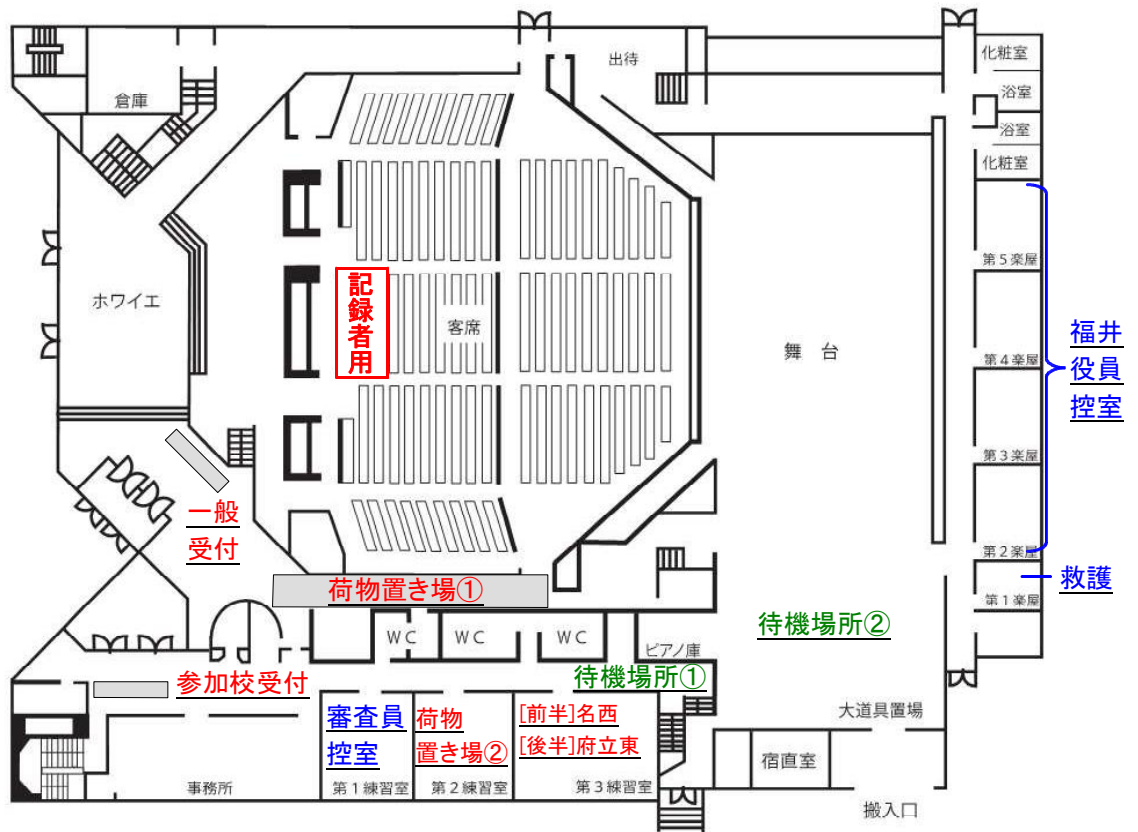 出待
化粧室
浴室
浴室
化粧室
倉庫
第5楽屋
ホワイエ
記録者用
客席
舞 台
第4楽屋
福井
役員
控室
第3楽屋
一般
受付
第2楽屋
荷物置き場①
救護
第1楽屋
WC
WC
WC
ピアノ庫
待機場所②
待機場所①
参加校受付
審査員
控室
荷物
置き場②
[前半]名西
[後半]府立東
大道具置場
事務所
第1練習室
第2練習室
第3練習室
宿直室
搬入口